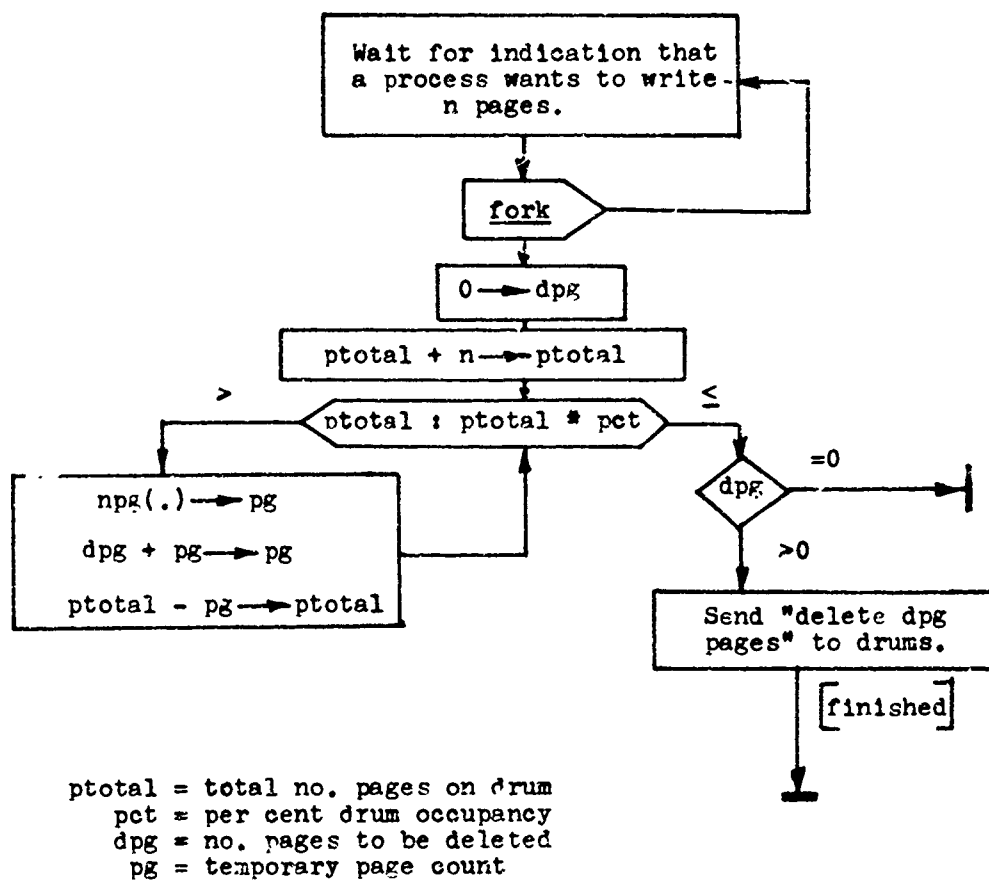 Wait for indication that
a process wants to write
n pages.
fork
0 → dpg
ptotal + n → ptotal
>
ptotal : ptotal * pct
≤
npg(.) → pg
dpg + pg → pg
ptotal - pg → ptotal
dpg
=0
>0
Send "delete dpg
pages" to drums.
[finished]
ptotal = total no. pages on drum
pct = per cent drum occupancy
dpg = no. pages to be deleted
pg = temporary page count